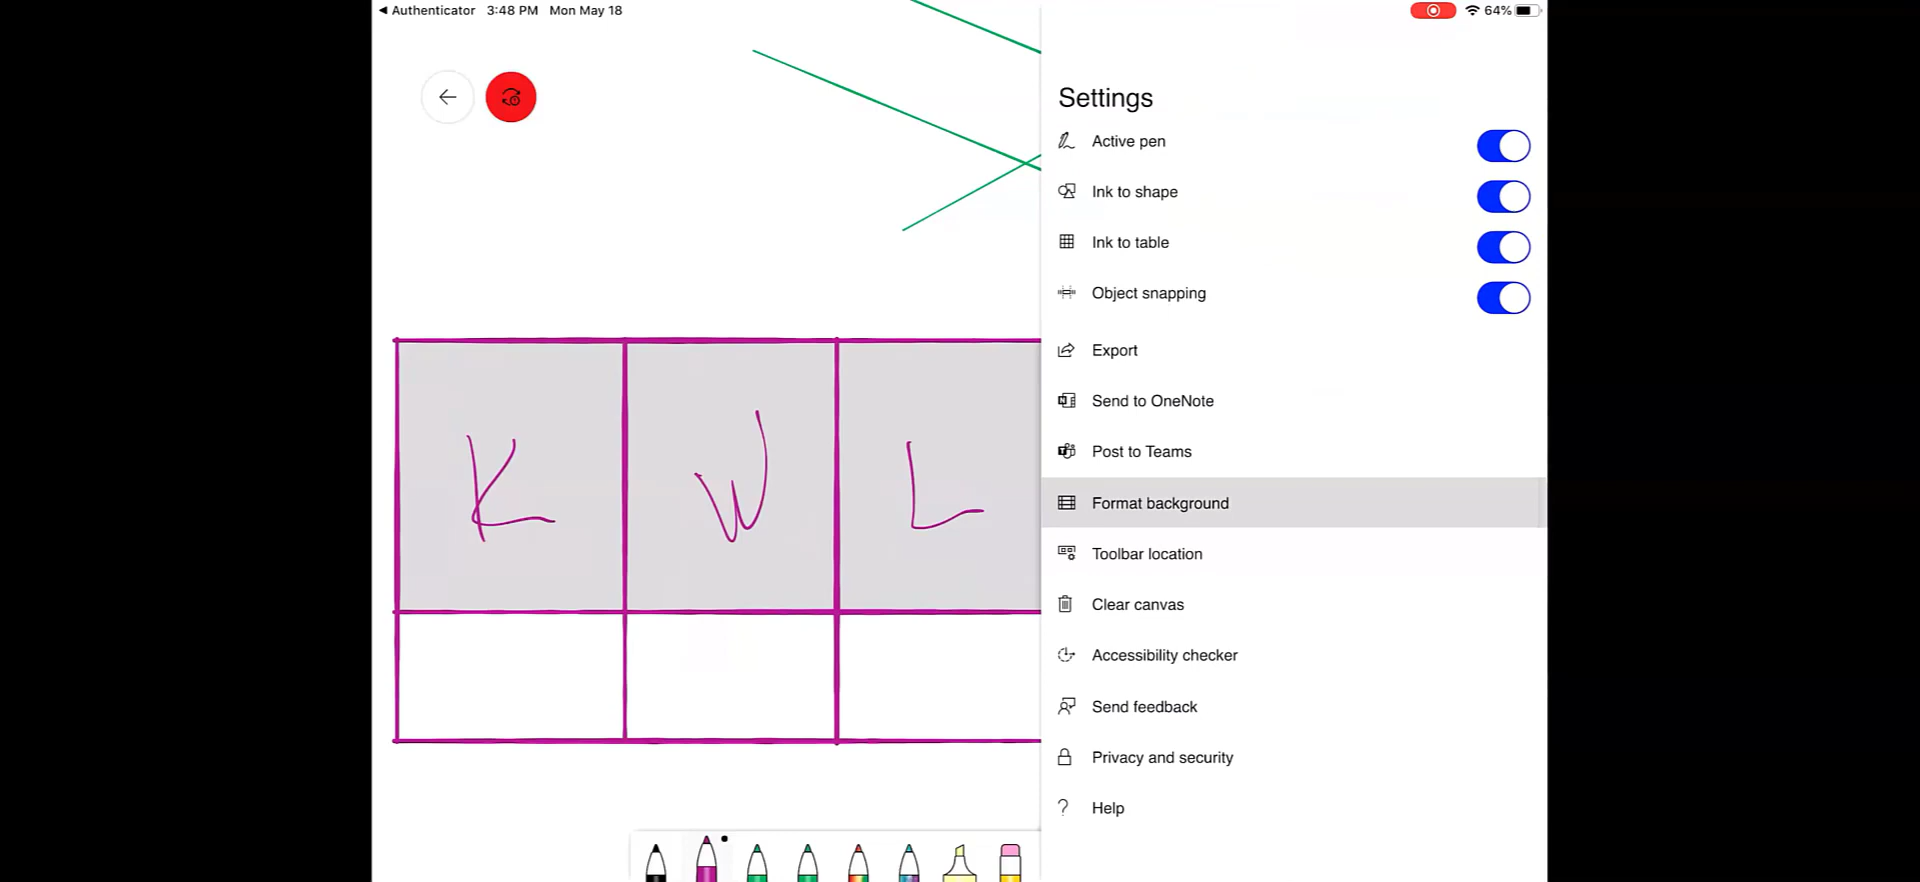 ◄ Authenticator 3:48 PM Mon May 18 64%
Settings
Active pen
Ink to shape
Ink to table
Object snapping
Export
Send to OneNote
Post to Teams
Format background
Toolbar location
Clear canvas
Accessibility checker
Send feedback
Privacy and security
Help
K W L